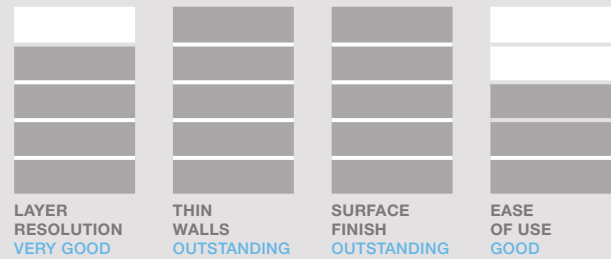 LAYER
RESOLUTION
VERY GOOD
THIN
WALLS
OUTSTANDING
SURFACE
FINISH
OUTSTANDING
EASE
OF USE
GOOD